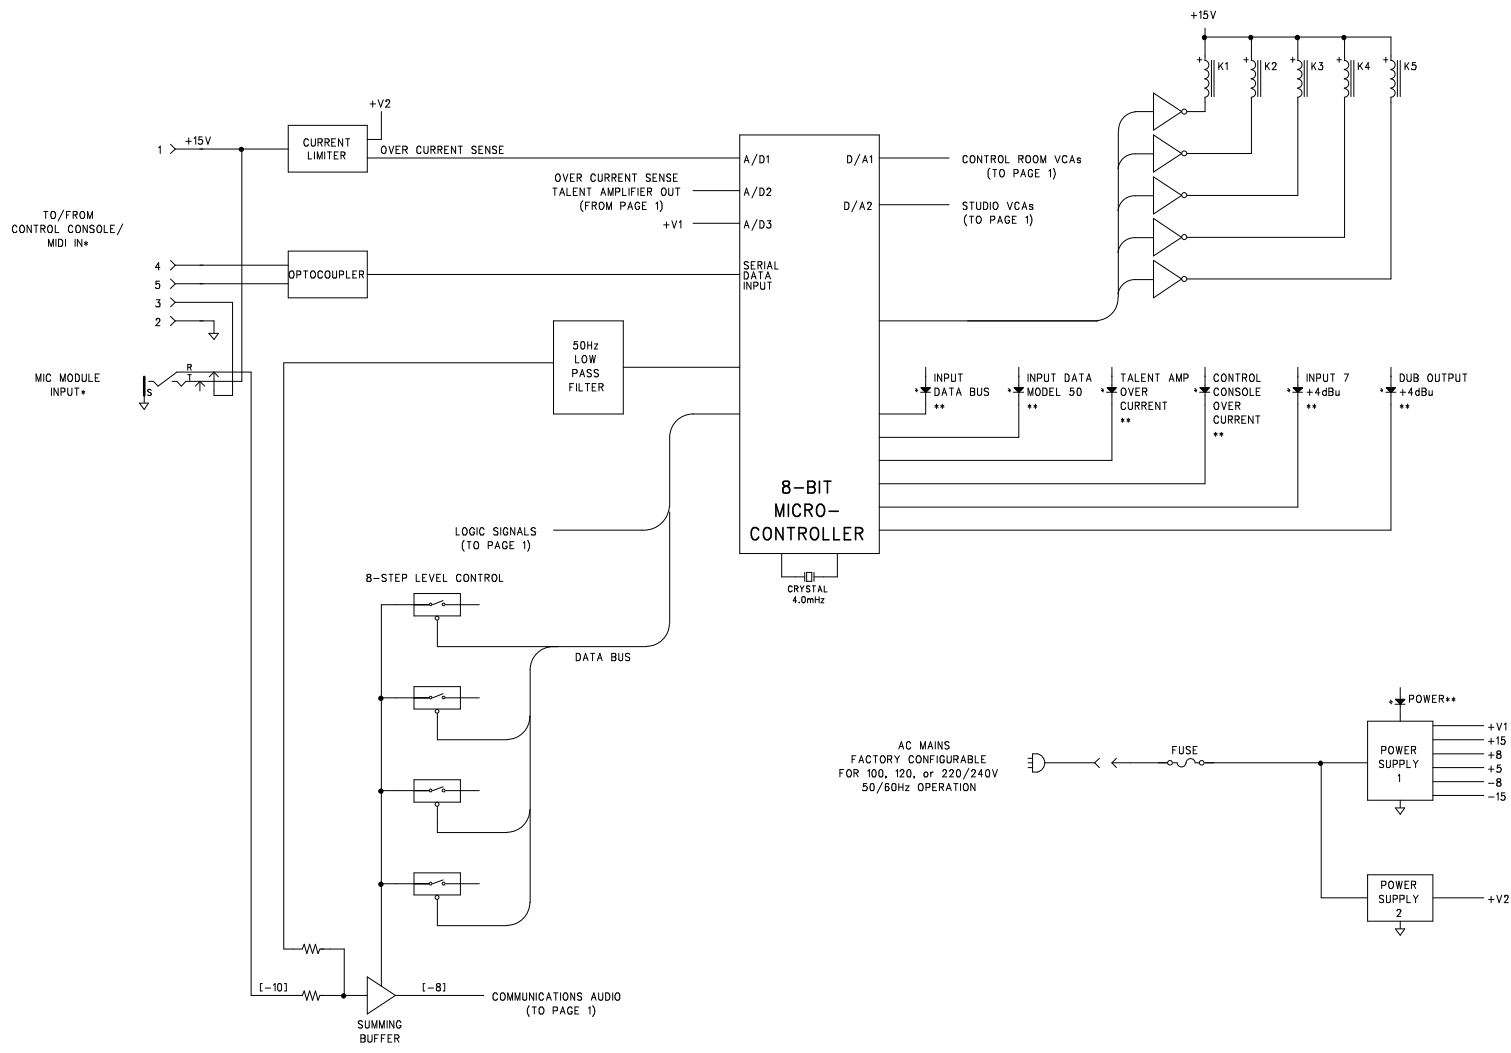 +15V
K1
K2
K3
K4
K5
+
+
+
+
+
+V2
1
+15V
CURRENT
LIMITER
OVER CURRENT SENSE
A/D1
D/A1
CONTROL ROOM VCAs
(TO PAGE 1)
OVER CURRENT SENSE
TALENT AMPLIFIER OUT
(FROM PAGE 1)
A/D2
D/A2
STUDIO VCAs
(TO PAGE 1)
+V1
A/D3
TO/FROM
CONTROL CONSOLE/
MIDI IN*
4
5
3
2
OPTOCOUPLER
SERIAL
DATA
INPUT
50Hz
LOW
PASS
FILTER
MIC MODULE
INPUT*
R
T
S
INPUT
DATA BUS
**
INPUT DATA
MODEL 50
**
TALENT AMP
OVER
CURRENT
**
CONTROL
CONSOLE
OVER
CURRENT
**
INPUT 7
+4dBu
**
DUB OUTPUT
+4dBu
**
8-BIT
MICRO-
CONTROLLER
LOGIC SIGNALS
(TO PAGE 1)
CRYSTAL
4.0mHz
8-STEP LEVEL CONTROL
DATA BUS
POWER**
AC MAINS
FACTORY CONFIGURABLE
FOR 100, 120, or 220/240V
50/60Hz OPERATION
FUSE
POWER
SUPPLY
1
+V1
+15
+8
+5
-8
-15
POWER
SUPPLY
2
+V2
[-10]
[-8]
COMMUNICATIONS AUDIO
(TO PAGE 1)
SUMMING
BUFFER